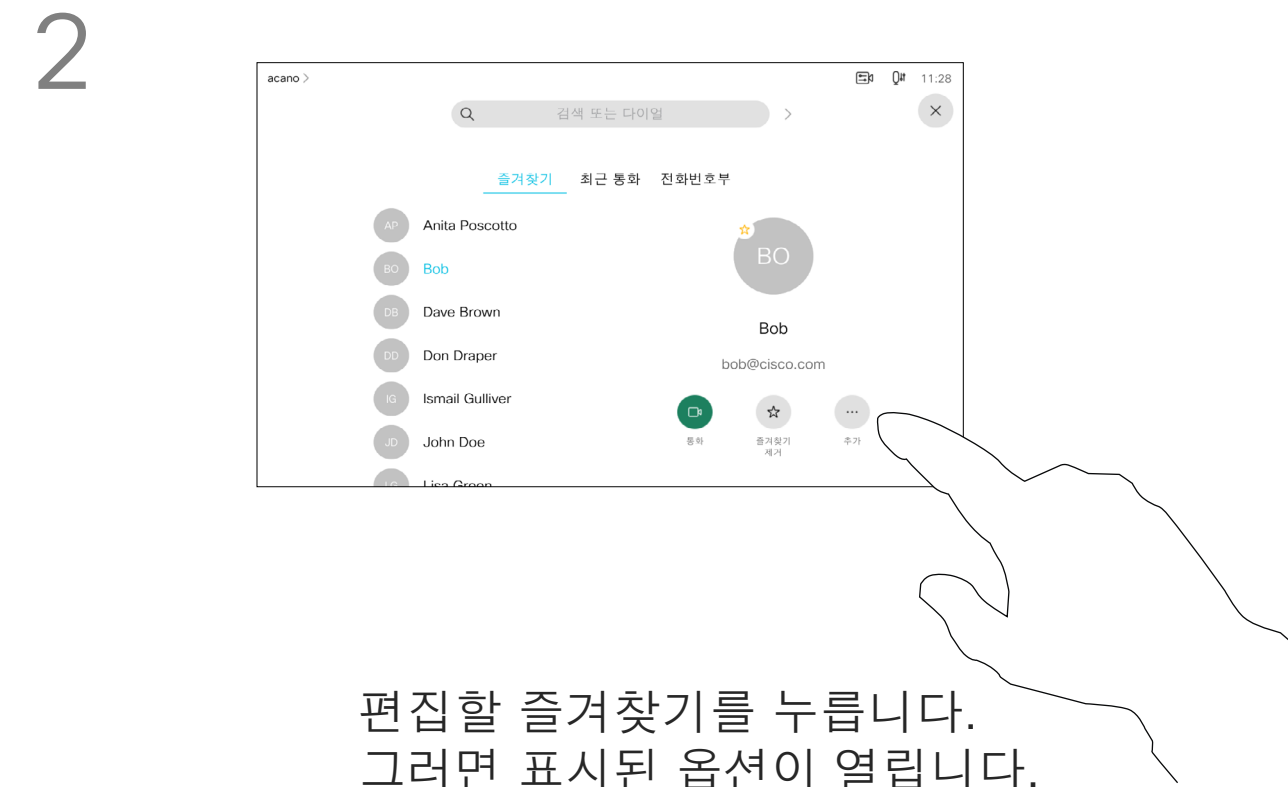 2
acano >
11:28
검색 또는 다이얼
즐겨찾기 최근 통화 전화번호부
AP Anita Poscotto
BO
BO Bob
DB Dave Brown
Bob
DD Don Draper
bob@cisco.com
IG Ismail Gulliver
JD John Doe
통화 즐겨찾기 추가
제거
LG Lisa Green
편집할 즐겨찾기를 누릅니다.
그러면 표시된 옵션이 열립니다.